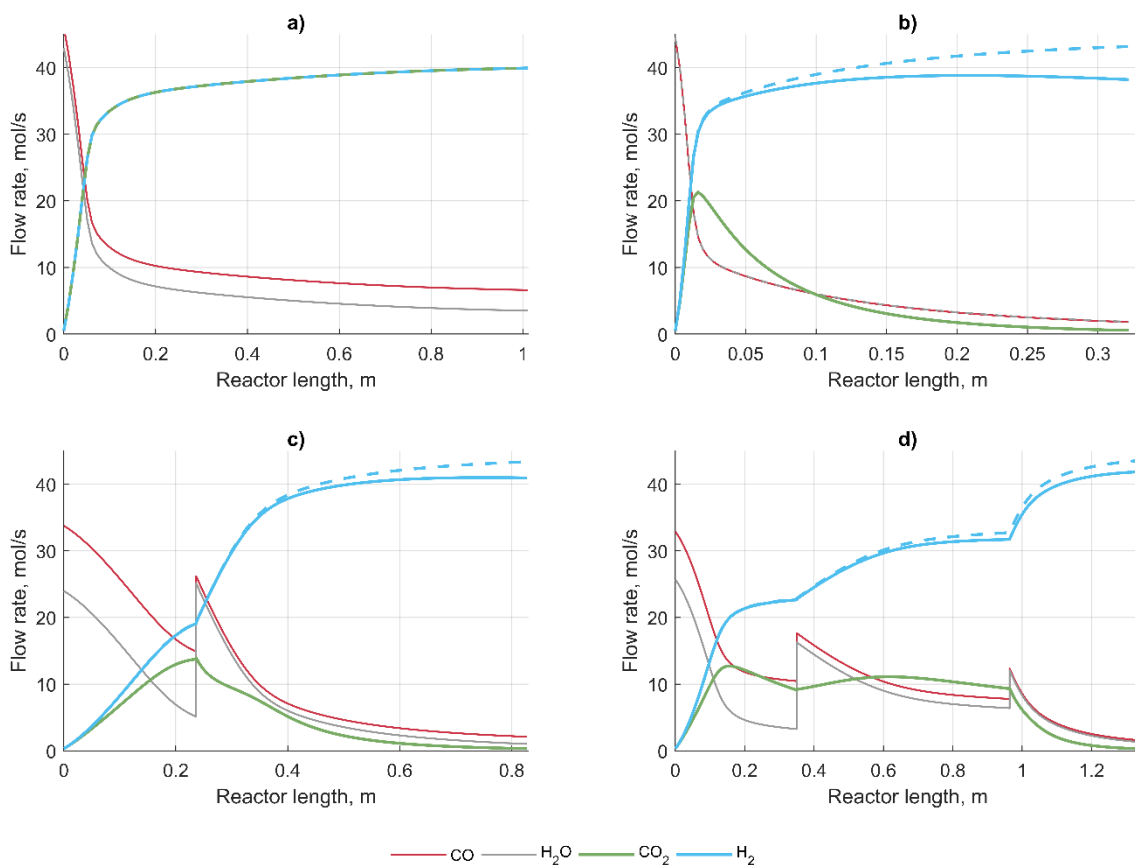 a)
Flow rate, mol/s
40
30
20
10
0
0 0.2 0.4 0.6 0.8 1
Reactor length, m
b)
Flow rate, mol/s
40
30
20
10
0
0 0.05 0.1 0.15 0.2 0.25 0.3
Reactor length, m
c)
Flow rate, mol/s
40
30
20
10
0
0 0.2 0.4 0.6 0.8
Reactor length, m
d)
Flow rate, mol/s
40
30
20
10
0
0 0.2 0.4 0.6 0.8 1 1.2
Reactor length, m
CO H₂O CO₂ H₂